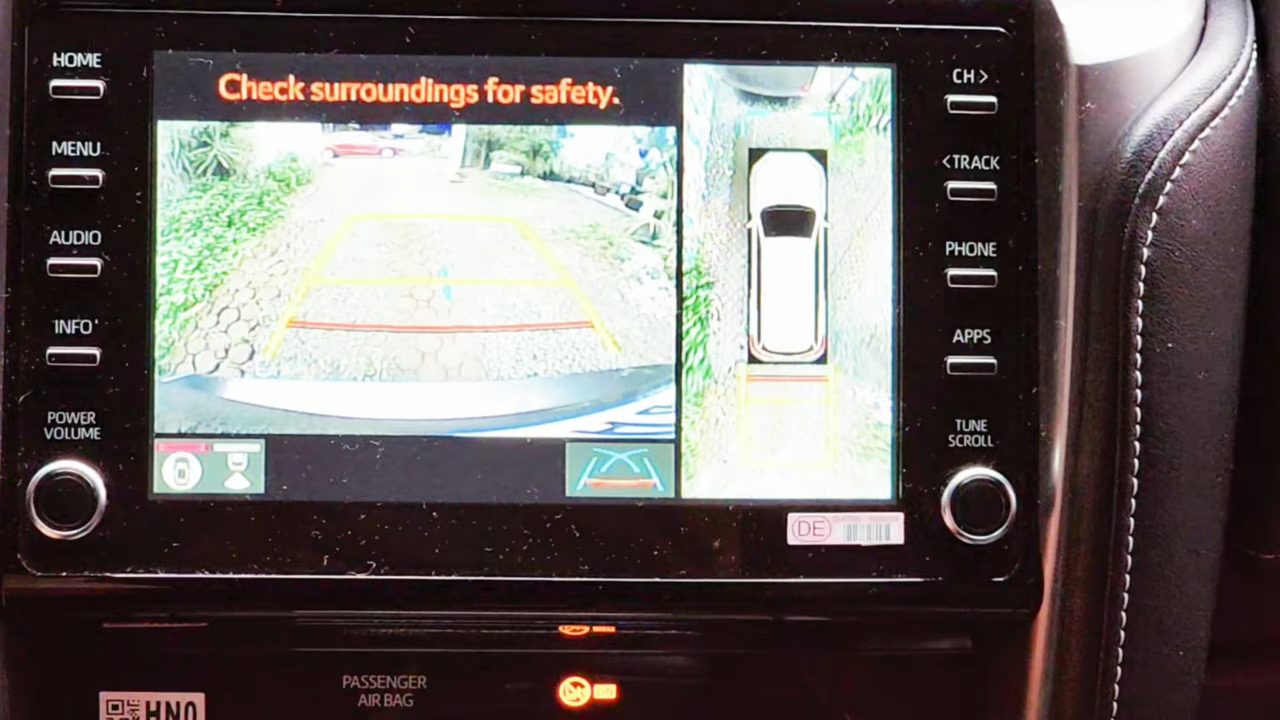 HOME
MENU
AUDIO
INFO
POWER
VOLUME
Check surroundings for safety.
CH >
< TRACK
PHONE
APPS
TUNE
SCROLL
DE
PASSENGER
AIR BAG
HNO